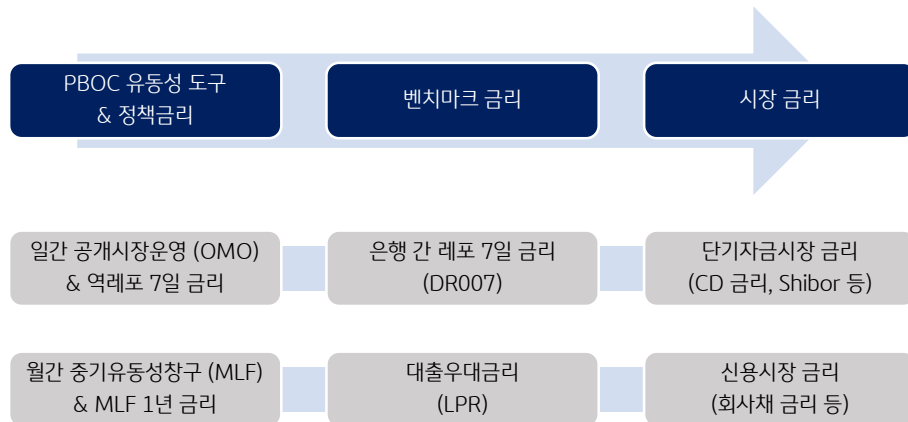 PBOC 유동성 도구
& 정책금리
벤치마크 금리
시장 금리
일간 공개시장운영 (OMO)
& 역레포 7일 금리
은행 간 레포 7일 금리
(DR007)
단기자금시장 금리
(CD 금리, Shibor 등)
월간 중기유동성창구 (MLF)
& MLF 1년 금리
대출우대금리
(LPR)
신용시장 금리
(회사채 금리 등)